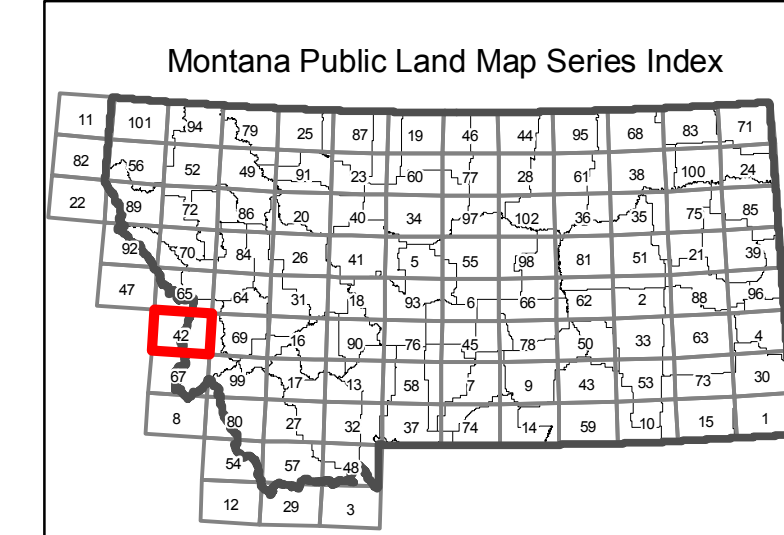 Montana Public Land Map Series Index
11 101 94 79 25 87 19 46 44 95 68 83 71
82 56 52 49 91 23 60 77 28 61 38 100 24
22 89 72 86 20 40 34 97 102 36 35 75 85
92 70 84 26 41 5 55 98 81 51 21 39
47 65 64 31 18 93 6 66 62 2 88 96
42 69 16 90 76 45 78 50 33 63 4
67 99 17 13 58 7 9 43 53 73 30
8 80 27 32 37 74 14 59 10 15 1
54 57 48
12 29 3